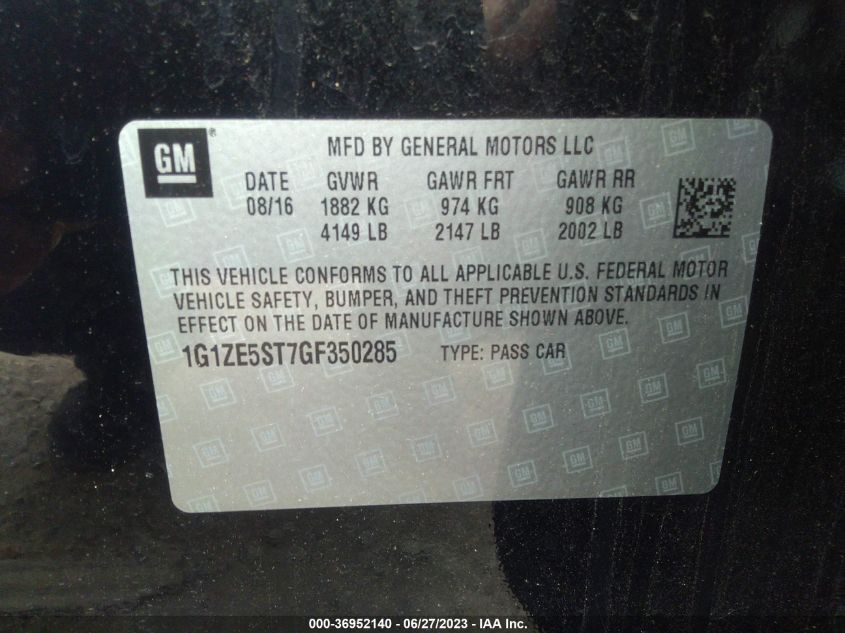 GM®
MFD BY GENERAL MOTORS LLC
DATE GVWR GAWR FRT GAWR RR
08/16 1882 KG 974 KG 908 KG
4149 LB 2147 LB 2002 LB
THIS VEHICLE CONFORMS TO ALL APPLICABLE U.S. FEDERAL MOTOR
VEHICLE SAFETY, BUMPER, AND THEFT PREVENTION STANDARDS IN
EFFECT ON THE DATE OF MANUFACTURE SHOWN ABOVE.
1G1ZE5ST7GF350285 TYPE: PASS CAR
000-36952140 - 06/27/2023 - © IAA Inc.